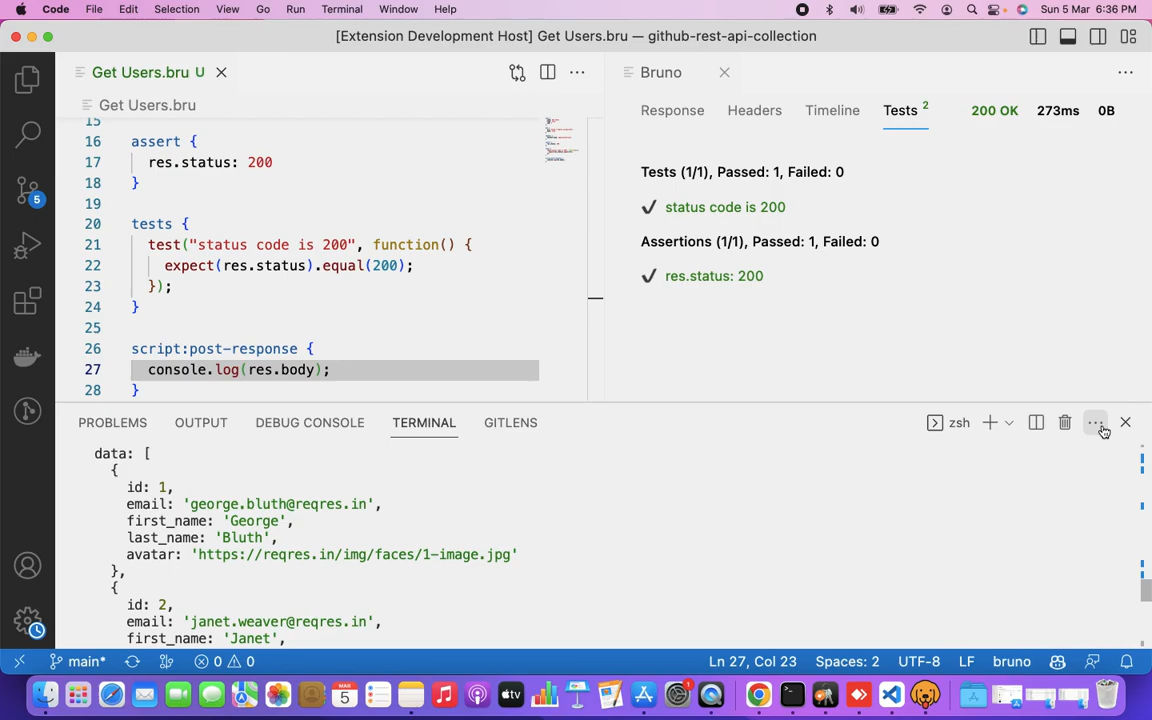 Code File Edit Selection View Go Run Terminal Window Help Sun 5 Mar 6:36 PM
[Extension Development Host] Get Users.bru — github-rest-api-collection
Get Users.bru U
Bruno
Get Users.bru
Response Headers Timeline Tests 2 200 OK 273ms 0B
15
16 assert {
17 res.status: 200
18 }
19
20 tests {
21 test("status code is 200", function() {
22 expect(res.status).equal(200);
23 });
24 }
25
26 script:post-response {
27 console.log(res.body);
28 }
Tests (1/1), Passed: 1, Failed: 0
✔ status code is 200
Assertions (1/1), Passed: 1, Failed: 0
✔ res.status: 200
5
PROBLEMS OUTPUT DEBUG CONSOLE TERMINAL GITLENS zsh
data: [
{
id: 1,
email: 'george.bluth@reqres.in',
first_name: 'George',
last_name: 'Bluth',
avatar: 'https://reqres.in/img/faces/1-image.jpg'
},
{
id: 2,
email: 'janet.weaver@reqres.in',
first_name: 'Janet',
main* 0 0 Ln 27, Col 23 Spaces: 2 UTF-8 LF bruno
MAR
5
tv
1